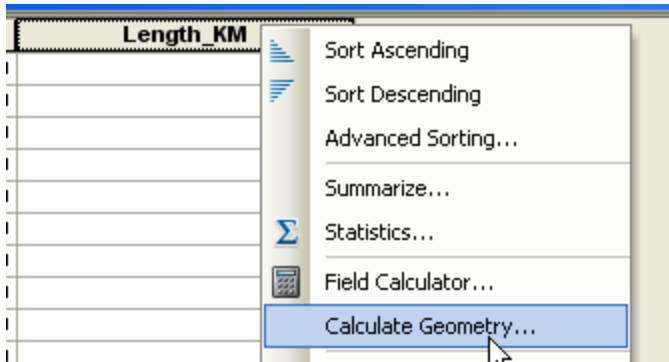 Length_KM
Sort Ascending
Sort Descending
Advanced Sorting...
Summarize...
Statistics...
Field Calculator...
Calculate Geometry...